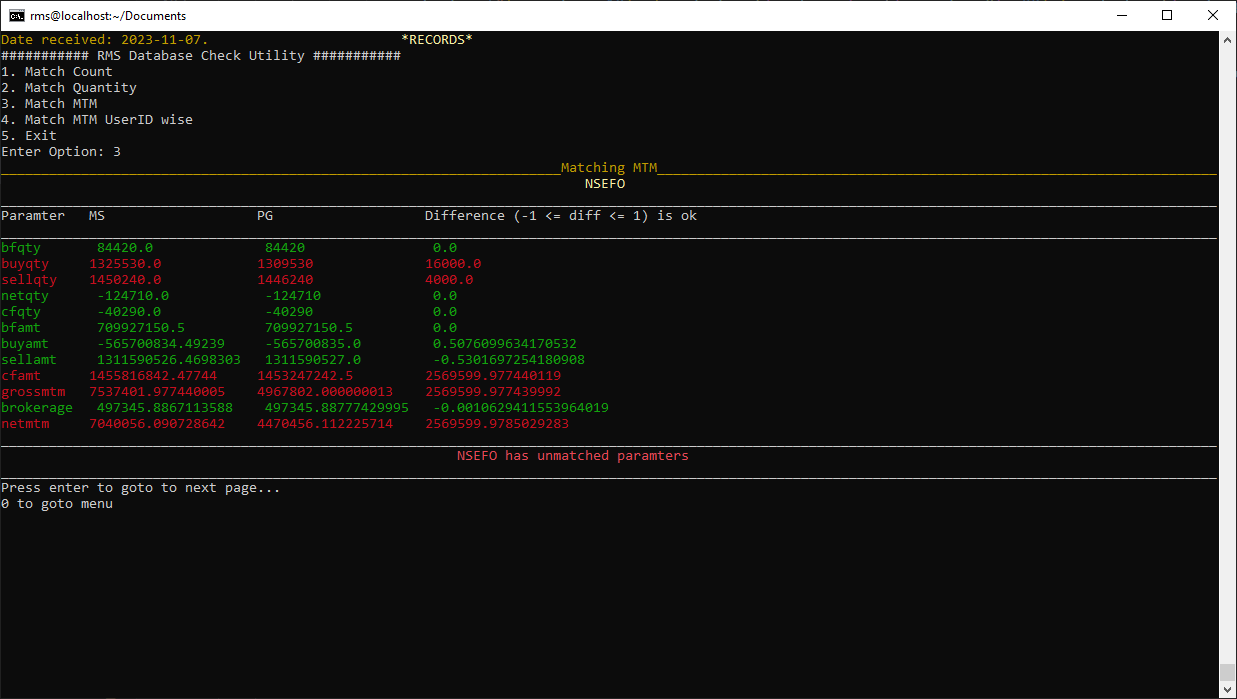 rms@localhost:~/Documents
Date received: 2023-11-07. *RECORDS*
########### RMS Database Check Utility ###########
1. Match Count
2. Match Quantity
3. Match MTM
4. Match MTM UserID wise
5. Exit
Enter Option: 3
Matching MTM
NSEFO
Paramter MS PG Difference (-1 <= diff <= 1) is ok
bfqty 84420.0 84420 0.0
buyqty 1325530.0 1309530 16000.0
sellqty 1450240.0 1446240 4000.0
netqty -124710.0 -124710 0.0
cfqty -40290.0 -40290 0.0
bfamt 709927150.5 709927150.5 0.0
buyamt -565700834.49239 -565700835.0 0.5076099634170532
sellamt 1311590526.4698303 1311590527.0 -0.5301697254180908
cfamt 1455816842.47744 1453247242.5 2569599.977440119
grossmtm 7537401.977440005 4967802.000000013 2569599.977439992
brokerage 497345.8867113588 497345.88777429995 -0.0010629411553964019
netmtm 7040056.090728642 4470456.112225714 2569599.9785029283
NSEFO has unmatched paramters
Press enter to goto to next page...
0 to goto menu